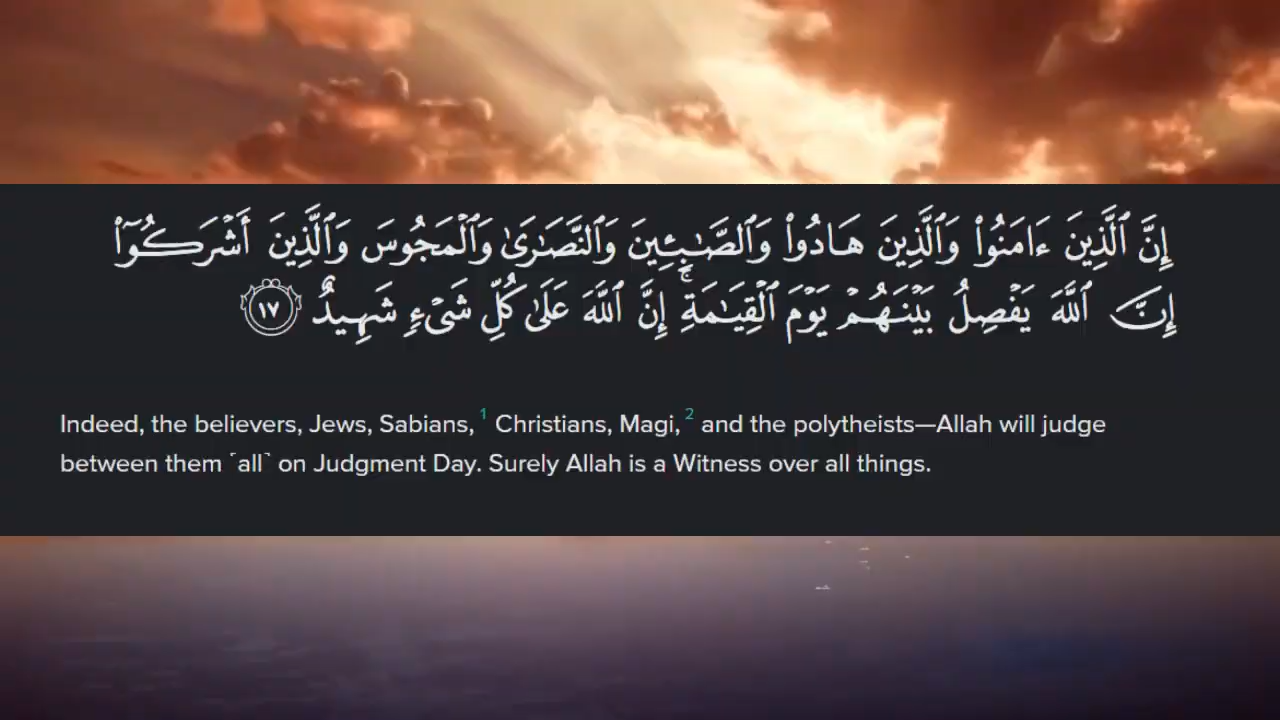 إِنَّ ٱلَّذِينَ ءَامَنُوا۟ وَٱلَّذِينَ هَادُوا۟ وَٱلصَّـٰبِـِٔينَ وَٱلنَّصَـٰرَىٰ وَٱلْمَجُوسَ وَٱلَّذِينَ أَشْرَكُوٓا۟
إِنَّ ٱللَّهَ يَفْصِلُ بَيْنَهُمْ يَوْمَ ٱلْقِيَـٰمَةِ ۚ إِنَّ ٱللَّهَ عَلَىٰ كُلِّ شَىْءٍ شَهِيدٌ ١٧
Indeed, the believers, Jews, Sabians,¹ Christians, Magi,² and the polytheists—Allah will judge
between them ˹all˺ on Judgment Day. Surely Allah is a Witness over all things.